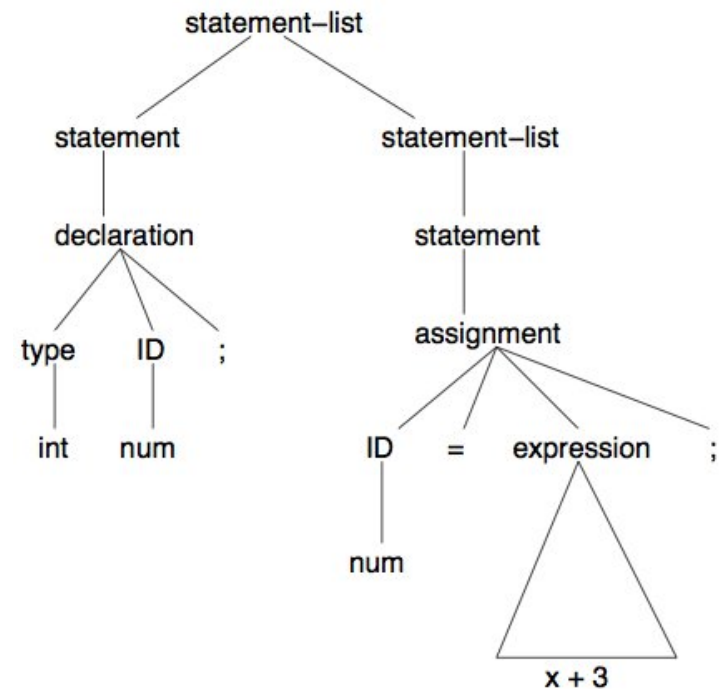 statement–list
statement statement–list
declaration statement
assignment
type ID ;
int num ID = expression ;
num
x + 3